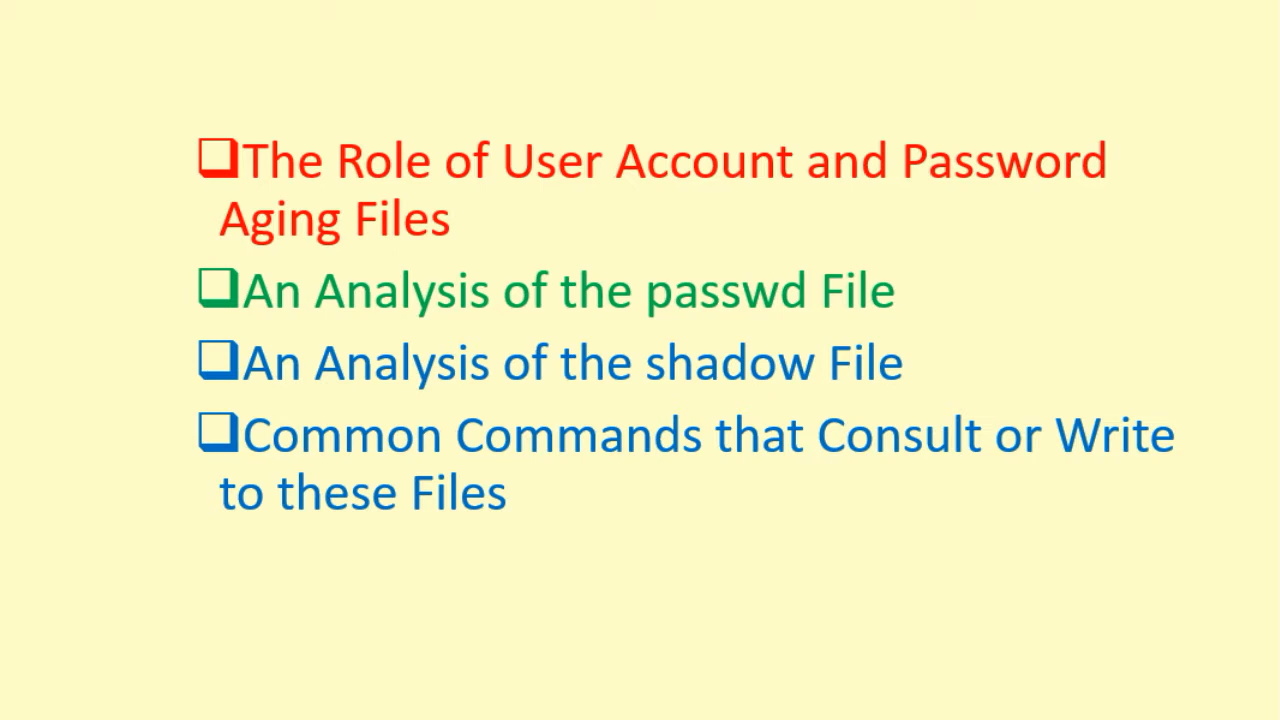 ❑The Role of User Account and Password
Aging Files
❑An Analysis of the passwd File
❑An Analysis of the shadow File
❑Common Commands that Consult or Write
to these Files